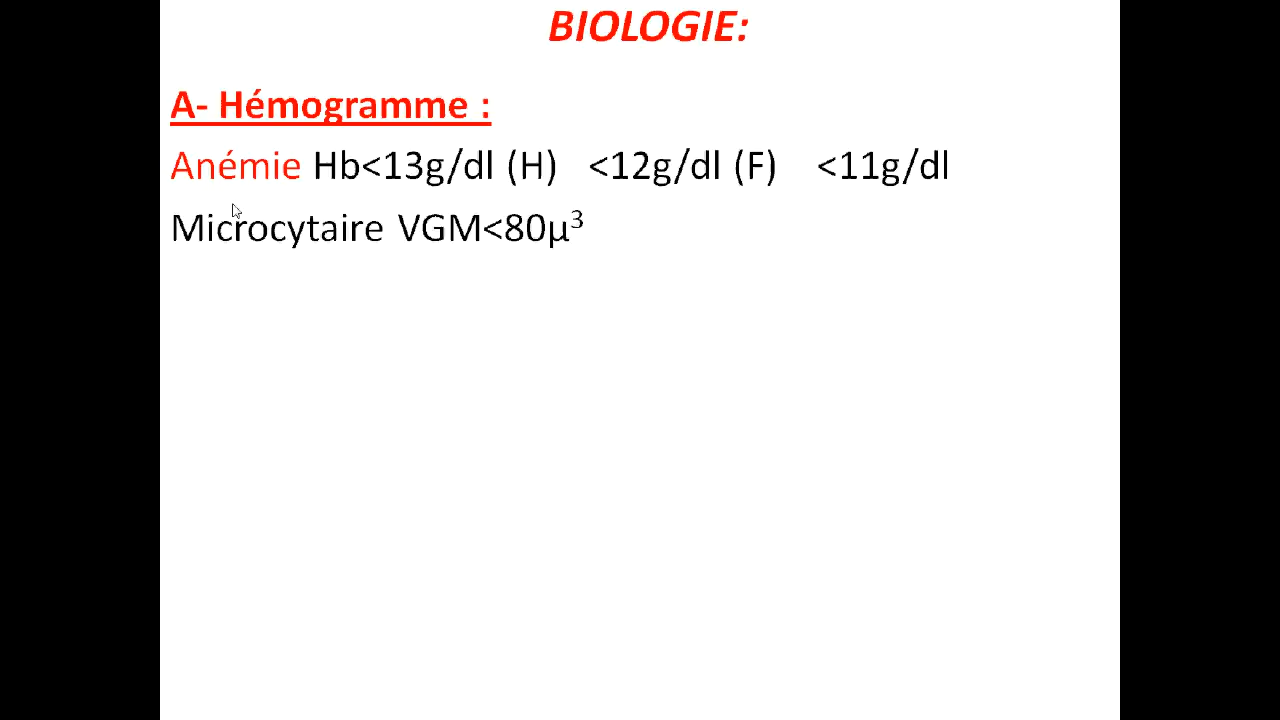 BIOLOGIE:
A- Hémogramme :
Anémie Hb<13g/dl (H) <12g/dl (F) <11g/dl
Microcytaire VGM<80µ³